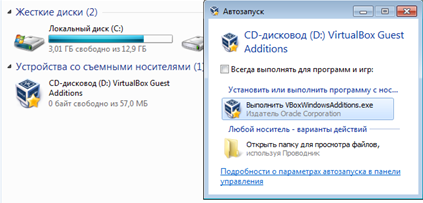 Жесткие диски (2)
Локальный диск (C:)
3,01 ГБ свободно из 12,9 ГБ
Устройства со съемными носителями (1)
CD-дисковод (D:) VirtualBox Guest
Additions
0 байт свободно из 57,0 МБ
Автозапуск
CD-дисковод (D:) VirtualBox Guest
Additions
Всегда выполнять для программ и игр:
Установить или выполнить программу с нос...
Выполнить VBoxWindowsAdditions.exe
Издатель Oracle Corporation
Любой носитель - варианты действий
Открыть папку для просмотра файлов,
используя Проводник
Подробности о параметрах автозапуска в панели
управления